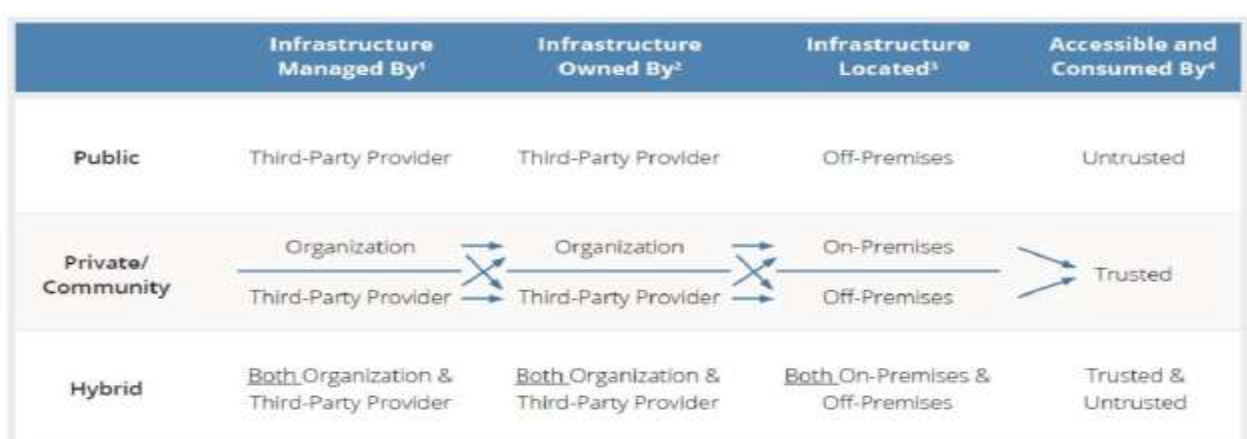 Infrastructure Managed By¹
Infrastructure Owned By²
Infrastructure Located³
Accessible and Consumed By⁴
Public
Third-Party Provider
Third-Party Provider
Off-Premises
Untrusted
Private/
Community
Organization
Organization
On-Premises
Third-Party Provider
Third-Party Provider
Off-Premises
Trusted
Hybrid
Both Organization &
Third-Party Provider
Both Organization &
Third-Party Provider
Both On-Premises &
Off-Premises
Trusted &
Untrusted